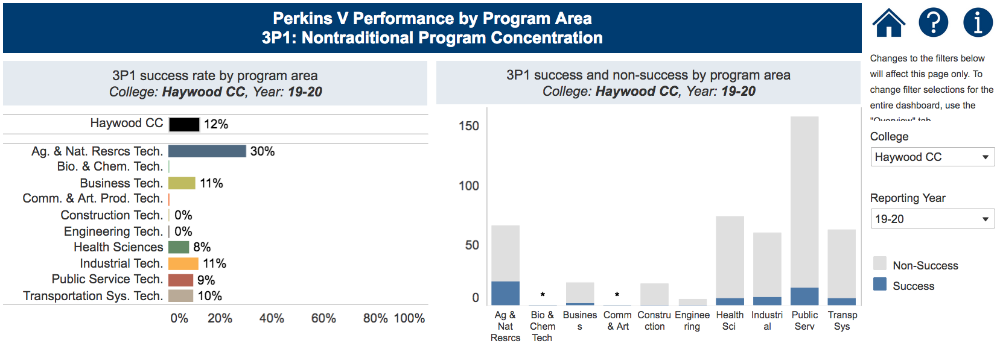 Perkins V Performance by Program Area
3P1: Nontraditional Program Concentration
3P1 success rate by program area
College: Haywood CC, Year: 19-20
Haywood CC 12%
Ag. & Nat. Resrcs Tech. 30%
Bio. & Chem. Tech.
Business Tech. 11%
Comm. & Art. Prod. Tech.
Construction Tech. 0%
Engineering Tech. 0%
Health Sciences 8%
Industrial Tech. 11%
Public Service Tech. 9%
Transportation Sys. Tech. 10%
0% 20% 40% 60% 80% 100%
3P1 success and non-success by program area
College: Haywood CC, Year: 19-20
150
100
50
0
* *
Ag & Bio & Busines Comm Constru Enginee Health Industri Public Transp
Nat Chem s & Art ction ring Sci al Serv Sys
Resrcs Tech
?
i
Changes to the filters below
will affect this page only. To
change filter selections for the
entire dashboard, use the
"Overview" tab
College
Haywood CC
Reporting Year
19-20
Non-Success
Success